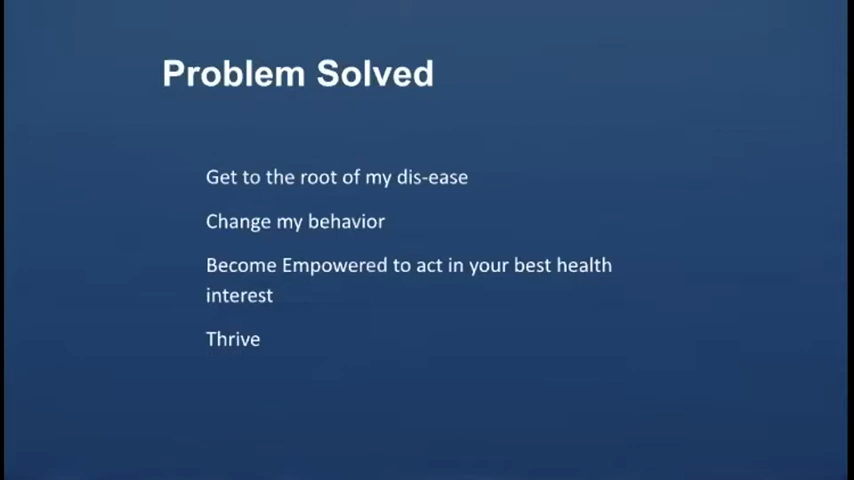 Problem Solved
Get to the root of my dis-ease
Change my behavior
Become Empowered to act in your best health
interest
Thrive